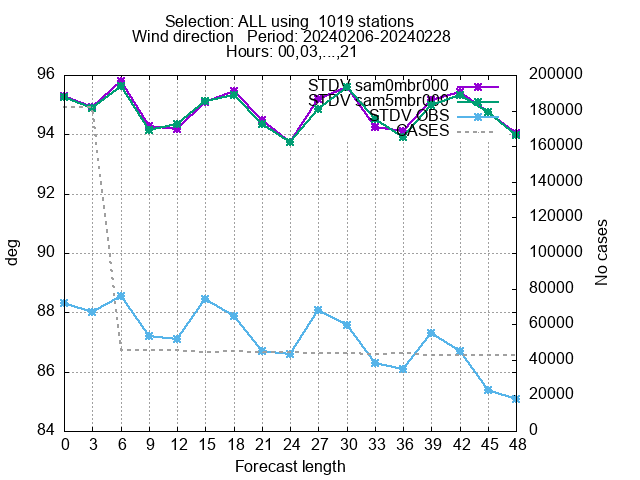 Selection: ALL using  1019 stations
Wind direction   Period: 20240206-20240228
Hours: 00,03,...,21
STDV sam0mbr000
STDV sam5mbr000
STDV OBS
CASES
96
94
92
90
88
86
84
deg
200000
180000
160000
140000
120000
100000
80000
60000
40000
20000
0
No cases
0 3 6 9 12 15 18 21 24 27 30 33 36 39 42 45 48
Forecast length